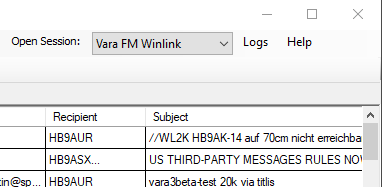 Open Session: Vara FM Winlink Logs Help
Recipient Subject
HB9AUR //WL2K HB9AK-14 auf 70cm nicht erreichba
HB9ASX... US THIRD-PARTY MESSAGES RULES NOW
tin@sp... HB9AUR vara3beta-test 20k via titlis